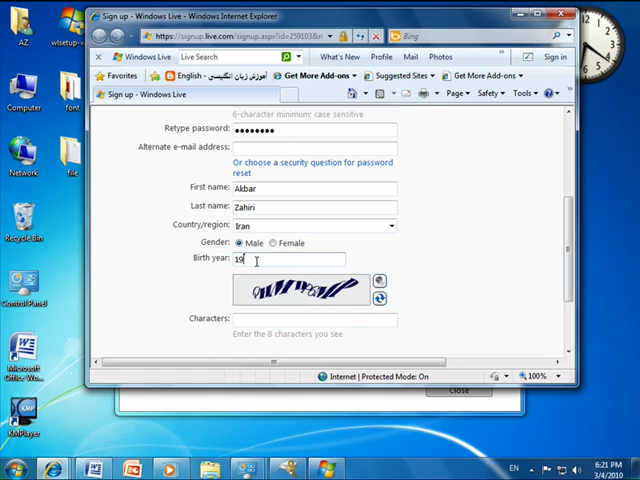 Sign up - Windows Live - Windows Internet Explorer
https://signup.live.com/signup.aspx?id=259103&
Bing
Windows Live
Live Search
What's New
Profile
Mail
Photos
Sign in
Favorites
English - آموزش زبان انگلیسی
Get More Add-ons
Suggested Sites
Get More Add-ons
Sign up - Windows Live
Page
Safety
Tools
6-character minimum; case sensitive
Retype password:
Alternate e-mail address:
Or choose a security question for password
reset
First name: Akbar
Last name: Zahiri
Country/region: Iran
Gender: Male Female
Birth year: 19
Characters:
Enter the 8 characters you see
Internet | Protected Mode: On
100%
Close
AZ
wlsetup-w
Computer
font
Network
file
Recycle Bin
Control Panel
Microsoft
Office Wo...
KMPlayer
EN
6:21 PM
3/4/2010